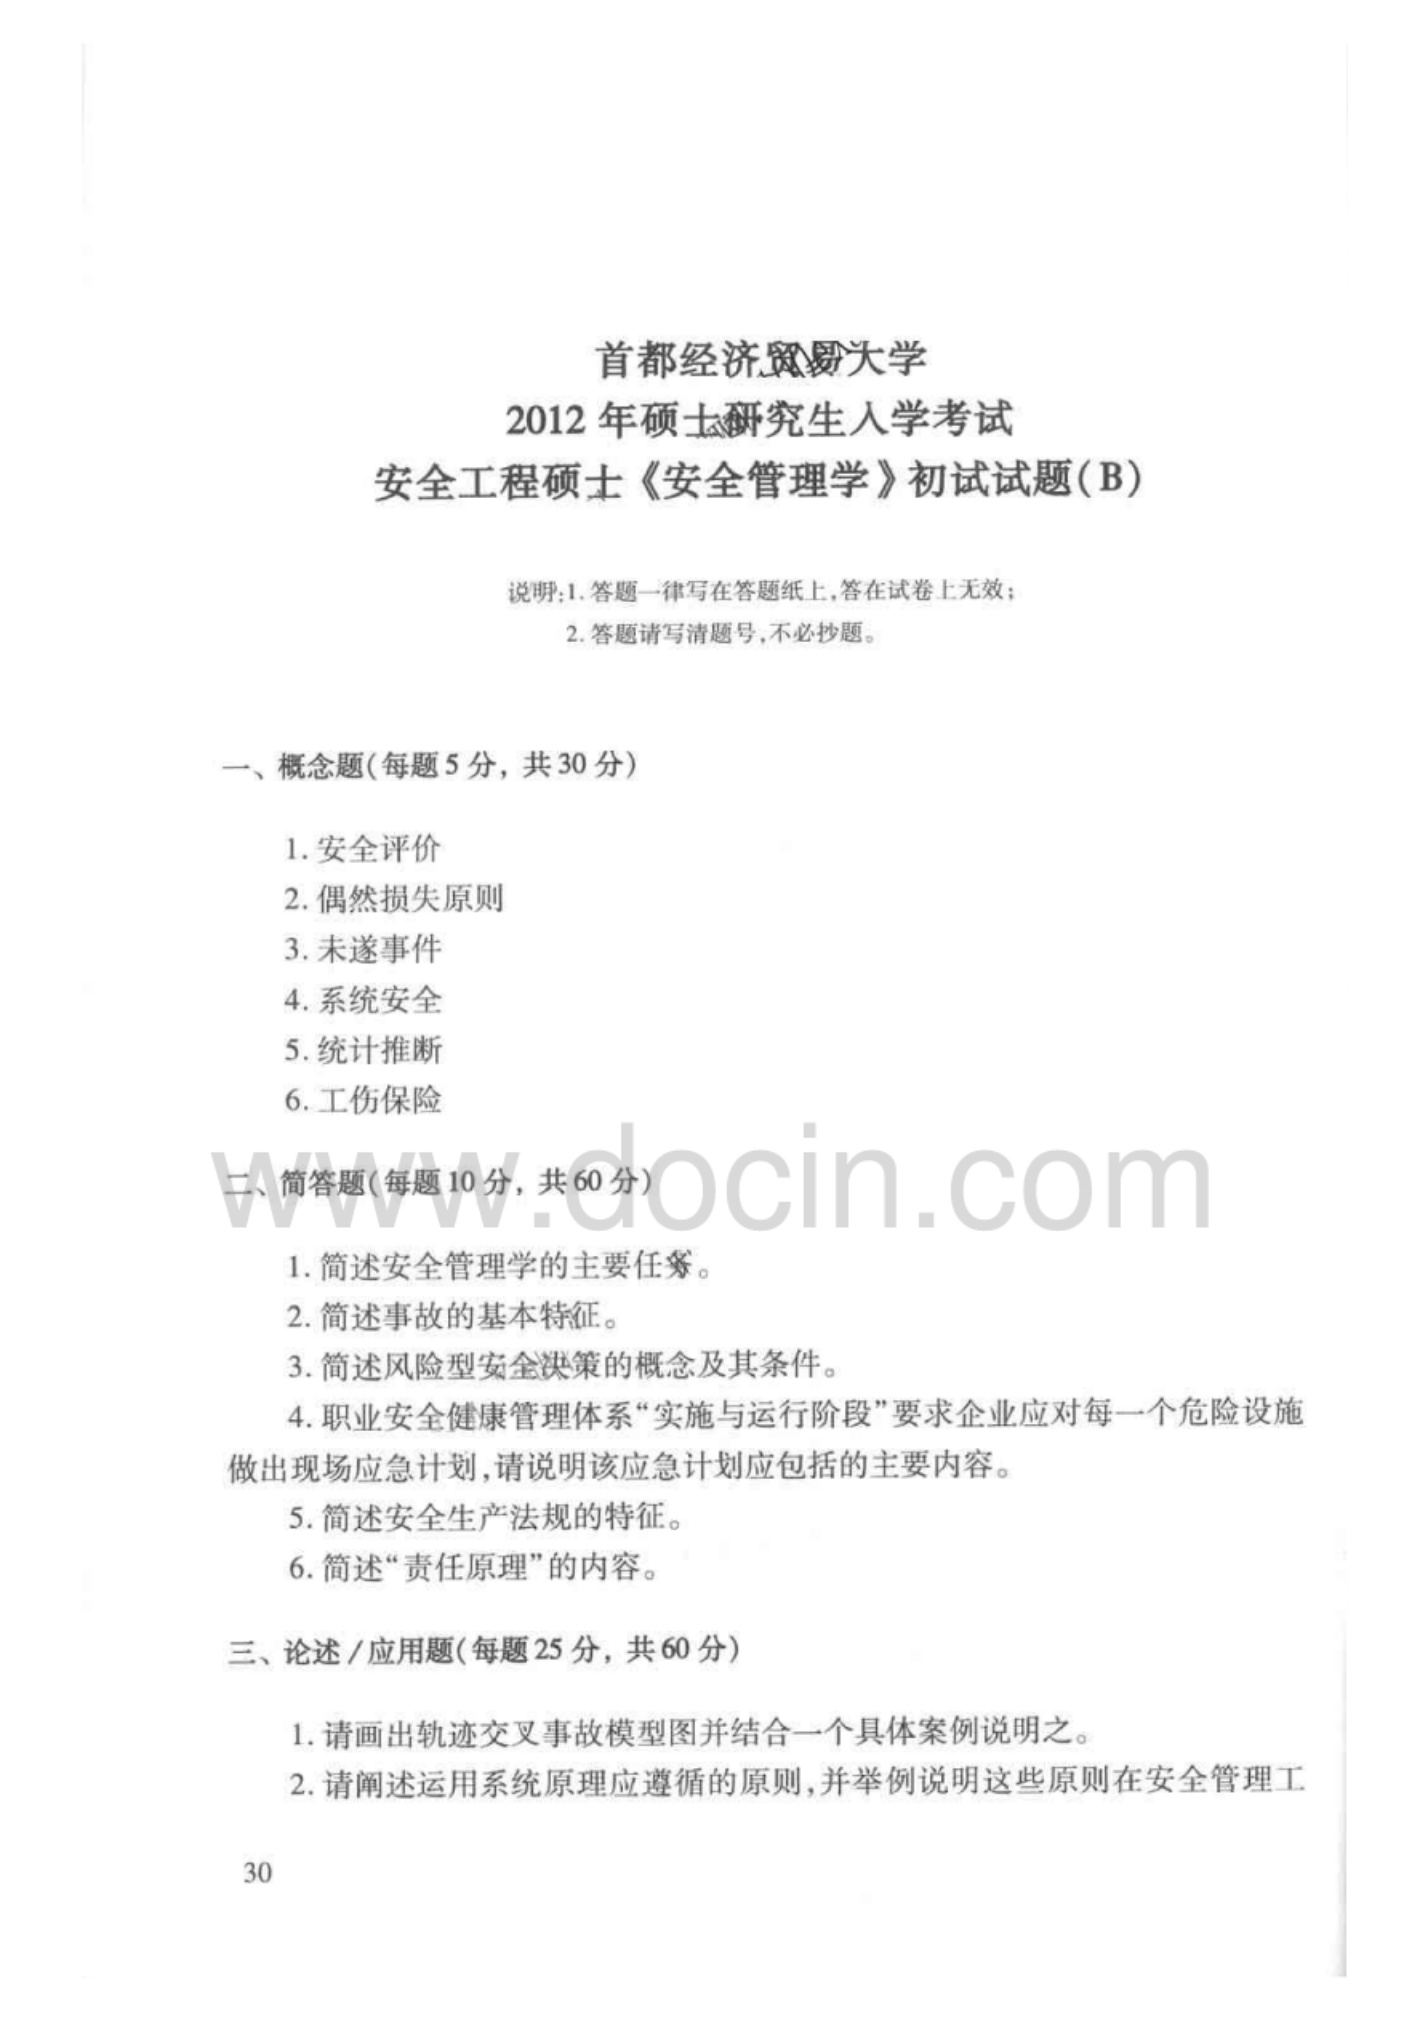 首都经济贸易大学
2012 年硕士研究生入学考试
安全工程硕士《安全管理学》初试试题(B)
说明:1. 答题一律写在答题纸上,答在试卷上无效;
2. 答题请写清题号,不必抄题。
一、概念题(每题 5 分, 共 30 分)
1. 安全评价
2. 偶然损失原则
3. 未遂事件
4. 系统安全
5. 统计推断
6. 工伤保险
www.docin.com
二、简答题(每题 10 分, 共 60 分)
1. 简述安全管理学的主要任务。
2. 简述事故的基本特征。
3. 简述风险型安全决策的概念及其条件。
4. 职业安全健康管理体系“实施与运行阶段”要求企业应对每一个危险设施
做出现场应急计划,请说明该应急计划应包括的主要内容。
5. 简述安全生产法规的特征。
6. 简述“责任原理”的内容。
三、论述/应用题(每题 25 分, 共 60 分)
1. 请画出轨迹交叉事故模型图并结合一个具体案例说明之。
2. 请阐述运用系统原理应遵循的原则,并举例说明这些原则在安全管理工
30